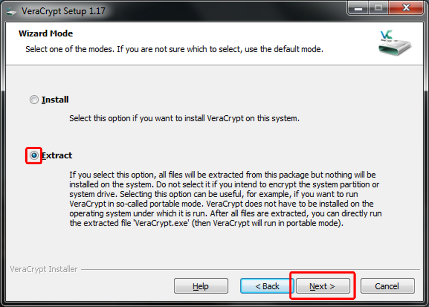 VeraCrypt Setup 1.17
Wizard Mode
Select one of the modes. If you are not sure which to select, use the default mode.
VC
Install
Select this option if you want to install VeraCrypt on this system.
Extract
If you select this option, all files will be extracted from this package but nothing will be
installed on the system. Do not select it if you intend to encrypt the system partition or
system drive. Selecting this option can be useful, for example, if you want to run
VeraCrypt in so-called portable mode. VeraCrypt does not have to be installed on the
operating system under which it is run. After all files are extracted, you can directly run
the extracted file 'VeraCrypt.exe' (then VeraCrypt will run in portable mode).
VeraCrypt Installer
Help
< Back
Next >
Cancel